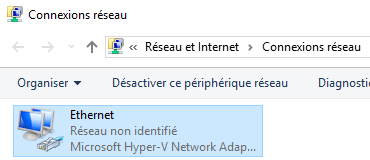 Connexions réseau
« Réseau et Internet > Connexions réseau
Organiser Désactiver ce périphérique réseau Diagnosti
Ethernet
Réseau non identifié
Microsoft Hyper-V Network Adap...